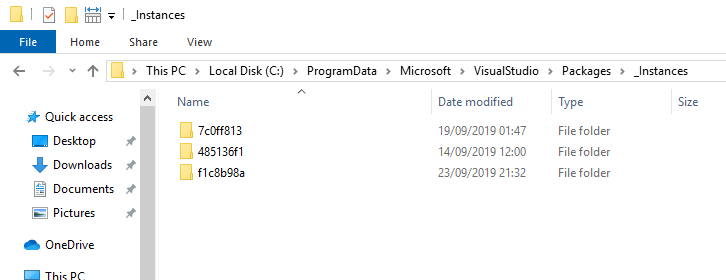 _Instances
File Home Share View
This PC Local Disk (C:) ProgramData Microsoft VisualStudio Packages _Instances
Name Date modified Type Size
Quick access
Desktop
Downloads
Documents
Pictures
OneDrive
This PC
7c0ff813 19/09/2019 01:47 File folder
485136f1 14/09/2019 12:00 File folder
f1c8b98a 23/09/2019 21:32 File folder